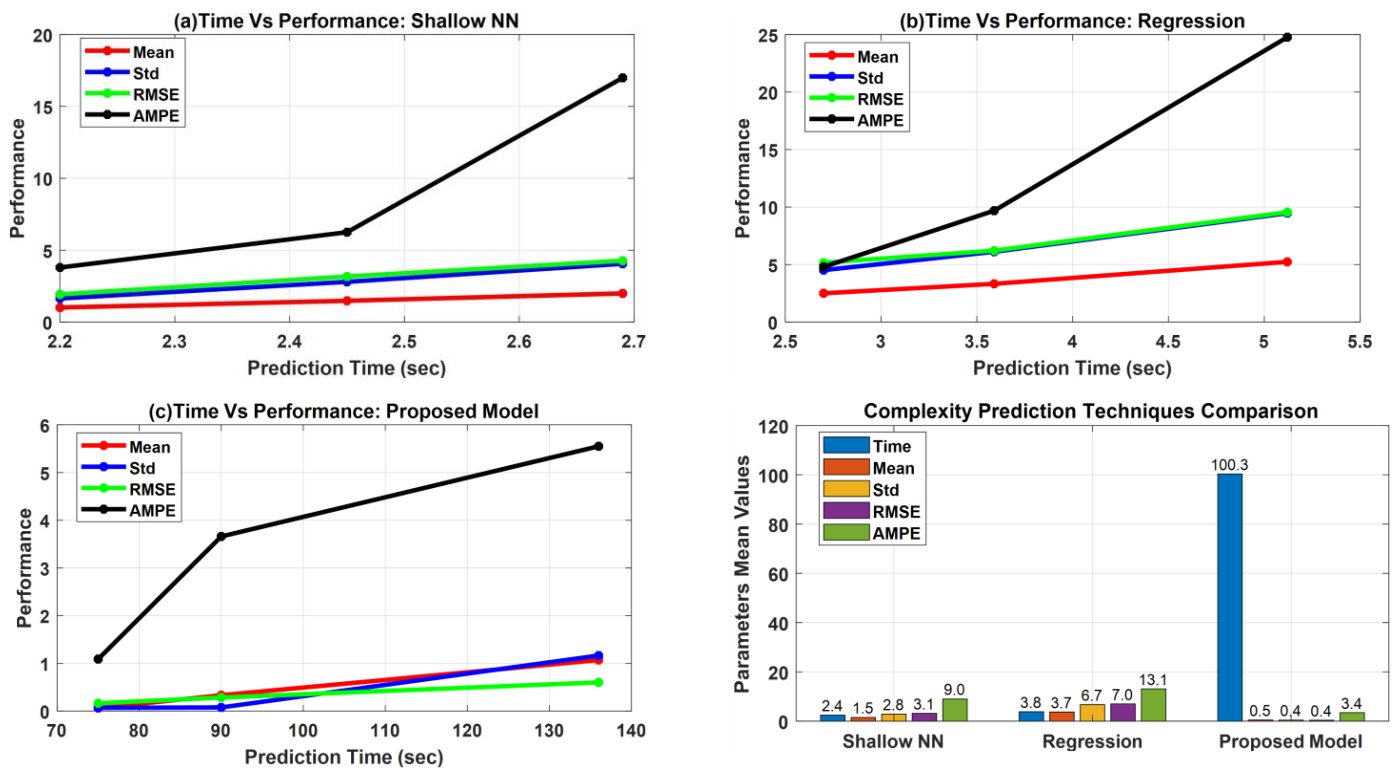 (a)Time Vs Performance: Shallow NN
Performance
20
15
10
5
0
Mean
Std
RMSE
AMPE
2.2 2.3 2.4 2.5 2.6 2.7
Prediction Time (sec)
(b)Time Vs Performance: Regression
Performance
25
20
15
10
5
0
Mean
Std
RMSE
AMPE
2.5 3 3.5 4 4.5 5 5.5
Prediction Time (sec)
(c)Time Vs Performance: Proposed Model
Performance
6
5
4
3
2
1
0
Mean
Std
RMSE
AMPE
70 80 90 100 110 120 130 140
Prediction Time (sec)
Complexity Prediction Techniques Comparison
Parameters Mean Values
120
100
80
60
40
20
0
Time
Mean
Std
RMSE
AMPE
2.4 1.5 2.8 3.1 9.0
3.8 3.7 6.7 7.0 13.1
100.3 0.5 0.4 0.4 3.4
Shallow NN Regression Proposed Model